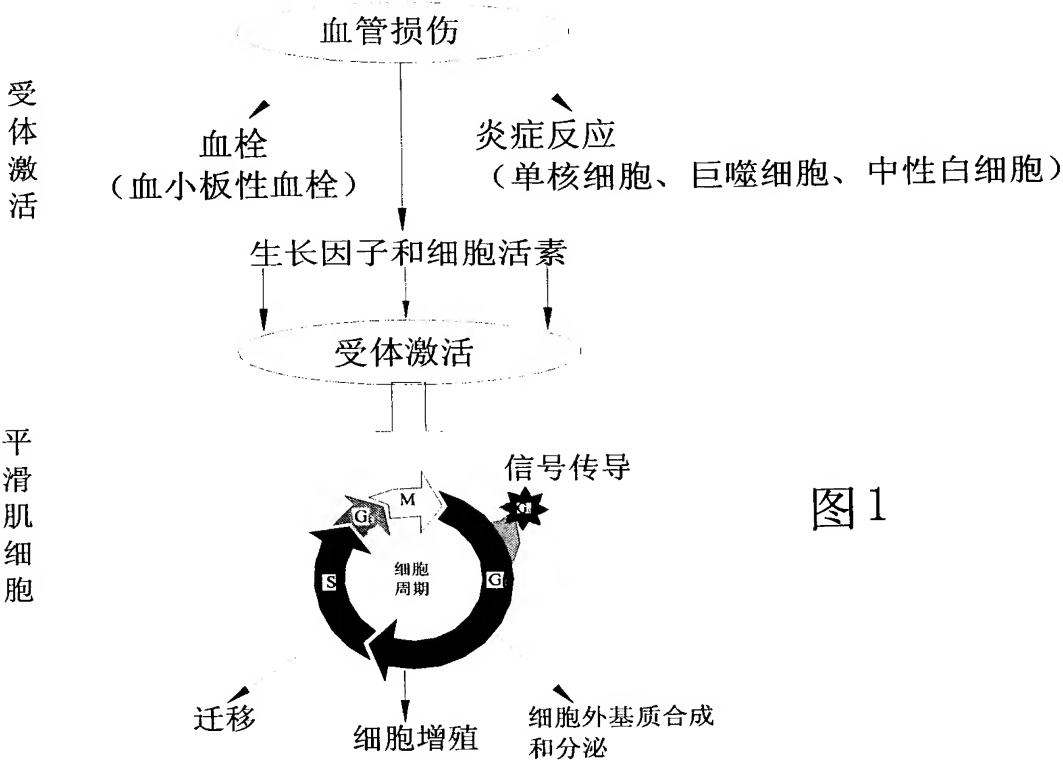 血管损伤
受体激活
血栓
(血小板性血栓)
炎症反应
(单核细胞、巨噬细胞、中性白细胞)
生长因子和细胞活素
受体激活
平滑肌细胞
信号传导
M
G
G
S
G
细胞
周期
图1
迁移
细胞增殖
细胞外基质合成
和分泌